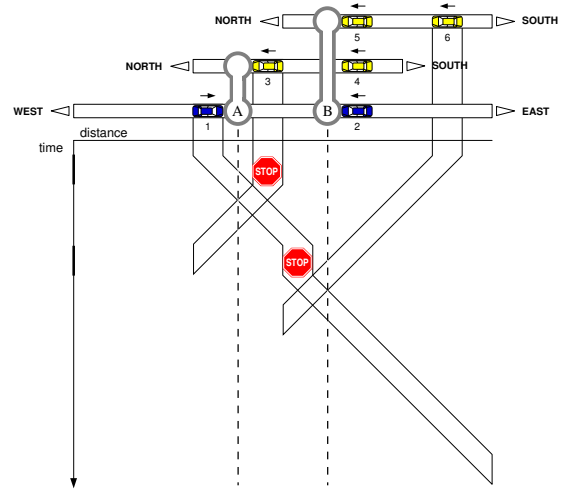 NORTH SOUTH
5 6
NORTH SOUTH
3 4
WEST A B EAST
1 2
distance
time
STOP
STOP